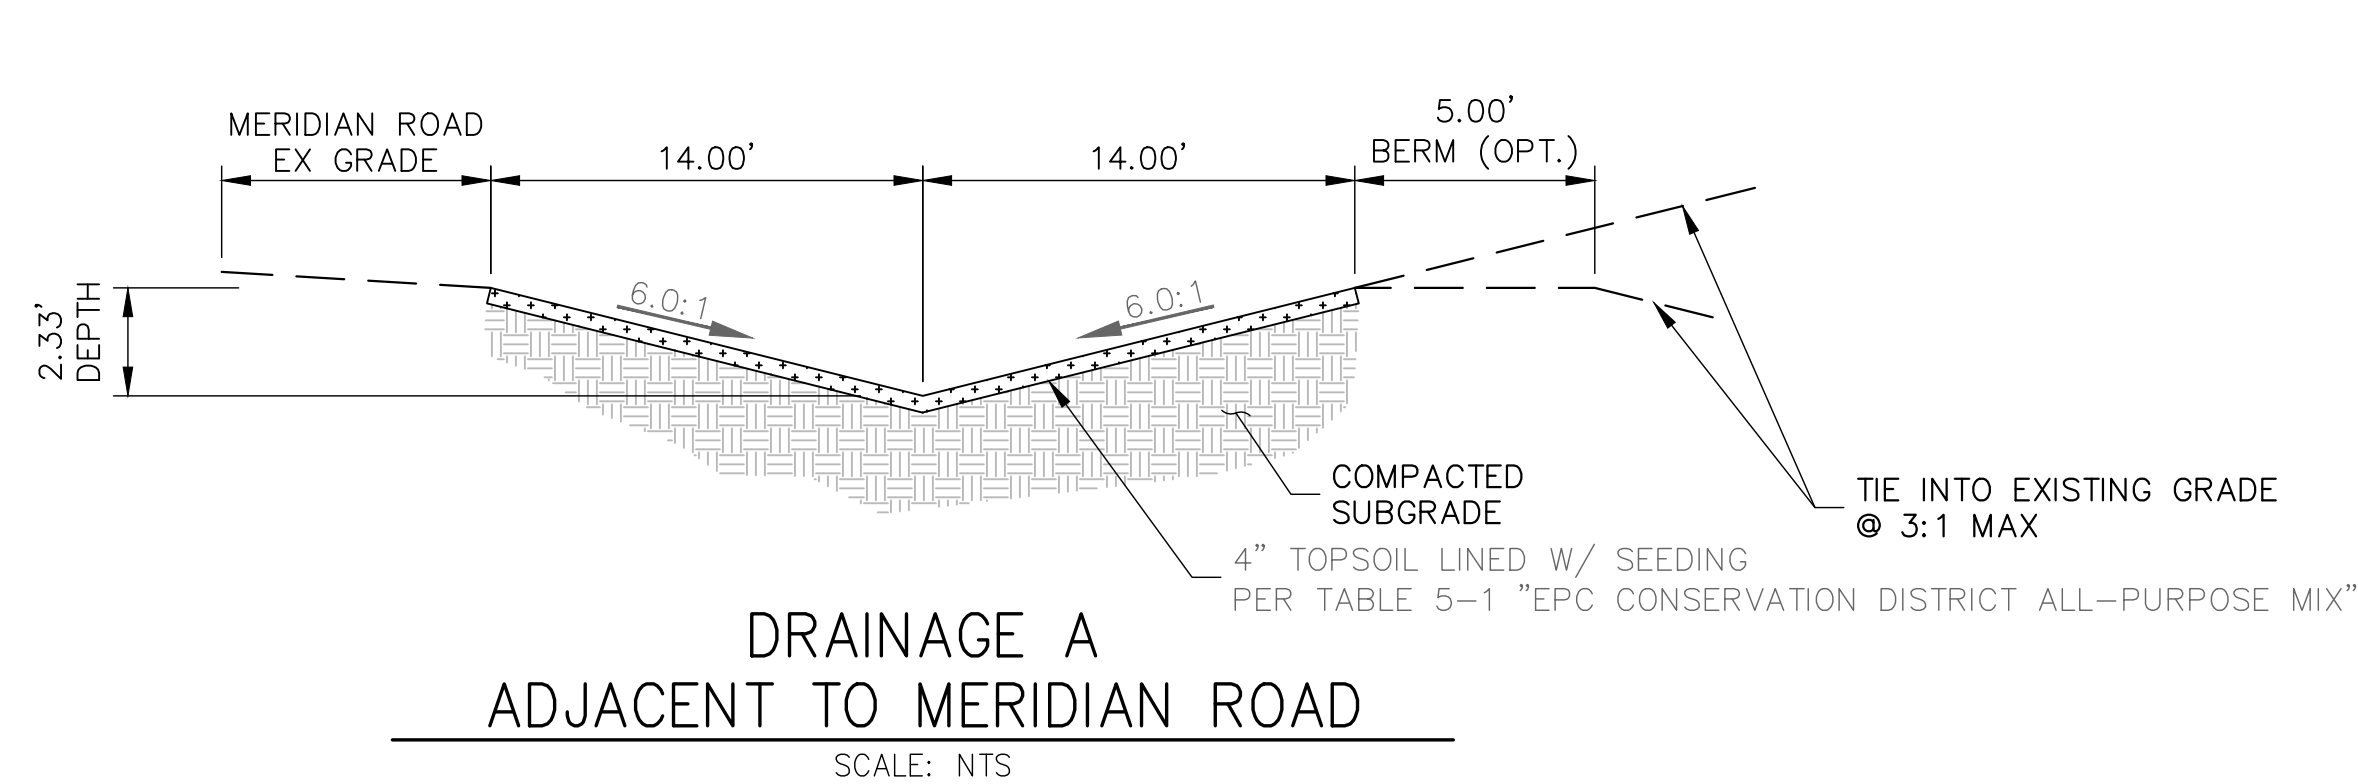 MERIDIAN ROAD
EX GRADE
14.00'
14.00'
5.00'
BERM (OPT.)
2.33'
DEPTH
6.0:1
6.0:1
COMPACTED
SUBGRADE
TIE INTO EXISTING GRADE
@ 3:1 MAX
4" TOPSOIL LINED W/ SEEDING
PER TABLE 5-1 "EPC CONSERVATION DISTRICT ALL-PURPOSE MIX"
DRAINAGE A
ADJACENT TO MERIDIAN ROAD
SCALE: NTS